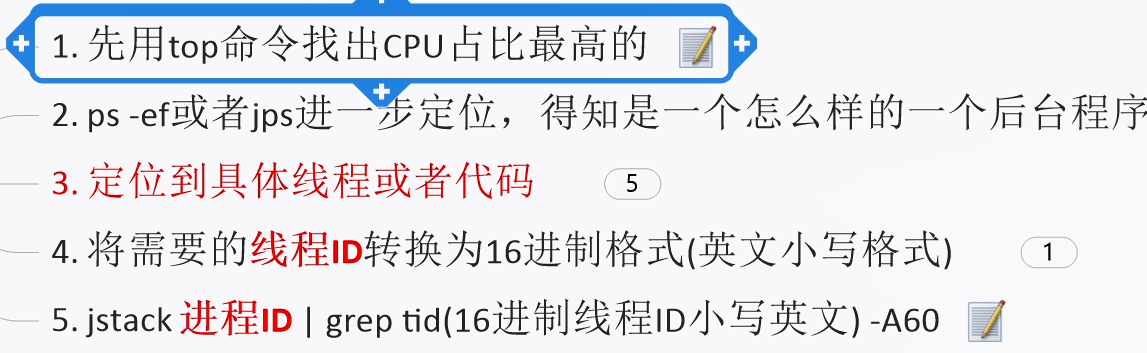 1. 先用top命令找出CPU占比最高的
2. ps -ef或者jps进一步定位，得知是一个怎么样的一个后台程序
3. 定位到具体线程或者代码 5
4. 将需要的线程ID转换为16进制格式(英文小写格式) 1
5. jstack 进程ID | grep tid(16进制线程ID小写英文) -A60